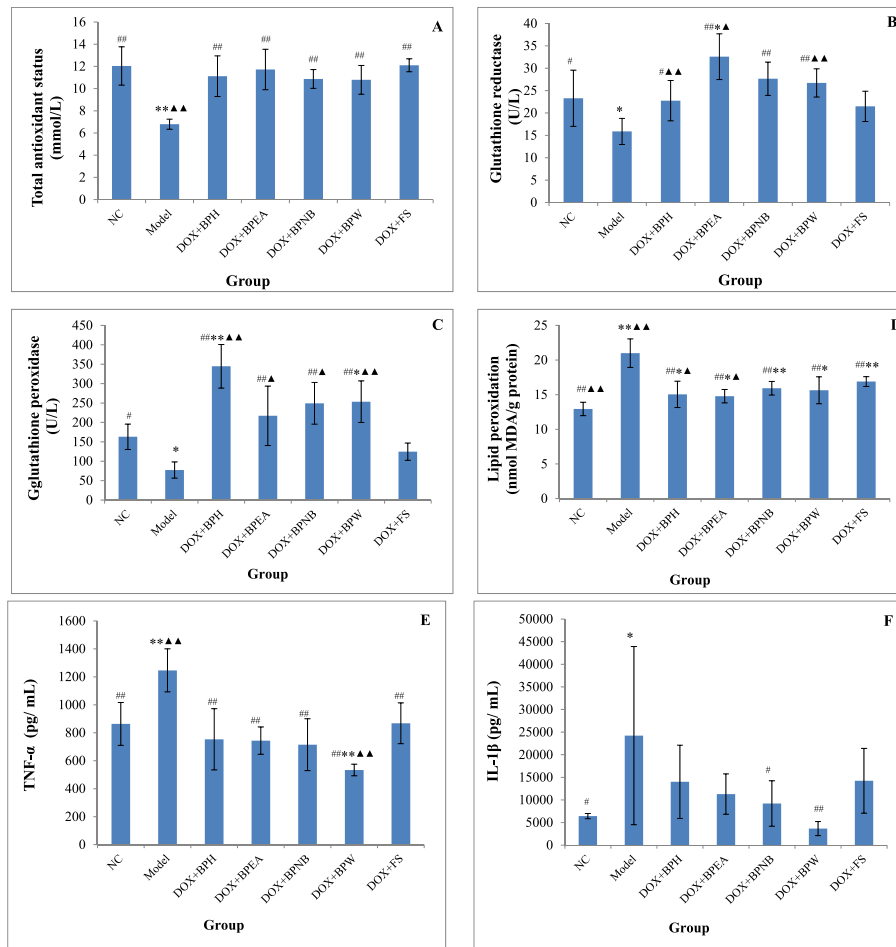 A
Total antioxidant status
(mmol/L)
16
14
12
10
8
6
4
2
0
##
**▲▲
##
##
##
##
##
NC
Model
DOX+BPH
DOX+BPEA
DOX+BPNB
DOX+BPW
DOX+FS
Group
B
Glutathione reductase
(U/L)
40
35
30
25
20
15
10
5
0
#
*
#▲▲
##*▲
##
##▲▲
NC
Model
DOX+BPH
DOX+BPEA
DOX+BPNB
DOX+BPW
DOX+FS
Group
C
Gglutathione peroxidase
(U/L)
450
400
350
300
250
200
150
100
50
0
#
*
##**▲▲
##▲
##▲
##*▲▲
NC
Model
DOX+BPH
DOX+BPEA
DOX+BPNB
DOX+BPW
DOX+FS
Group
Lipid peroxidation
(nmol MDA/g protein)
25
20
15
10
5
0
##▲▲
**▲▲
##*▲
##*▲
##**
##*
##**
NC
Model
DOX+BPH
DOX+BPEA
DOX+BPNB
DOX+BPW
DOX+FS
Group
E
TNF-α (pg/ mL)
1600
1400
1200
1000
800
600
400
200
0
##
**▲▲
##
##
##
##**▲▲
##
NC
Model
DOX+BPH
DOX+BPEA
DOX+BPNB
DOX+BPW
DOX+FS
Group
F
IL-1β (pg/ mL)
50000
45000
40000
35000
30000
25000
20000
15000
10000
5000
0
#
*
#
##
NC
Model
DOX+BPH
DOX+BPEA
DOX+BPNB
DOX+BPW
DOX+FS
Group